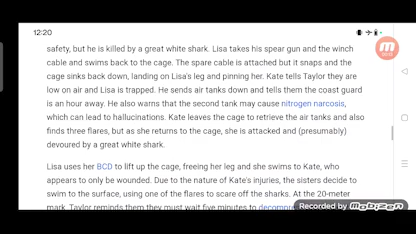 12:20
safety, but he is killed by a great white shark. Lisa takes his spear gun and the winch
cable and swims back to the cage. The spare cable is attached but it snaps and the
cage sinks back down, landing on Lisa's leg and pinning her. Kate tells Taylor they are
low on air and Lisa is trapped. He sends air tanks down and tells them the coast guard
is an hour away. He also warns that the second tank may cause nitrogen narcosis,
which can lead to hallucinations. Kate leaves the cage to retrieve the air tanks and also
finds three flares, but as she returns to the cage, she is attacked and (presumably)
devoured by a great white shark.
Lisa uses her BCD to lift up the cage, freeing her leg and she swims to Kate, who
appears to only be wounded. Due to the nature of Kate's injuries, the sisters decide to
swim to the surface, using one of the flares to scare off the sharks. At the 20-meter
mark, Taylor reminds them they must wait five minutes to decompre
Recorded by Mobizen